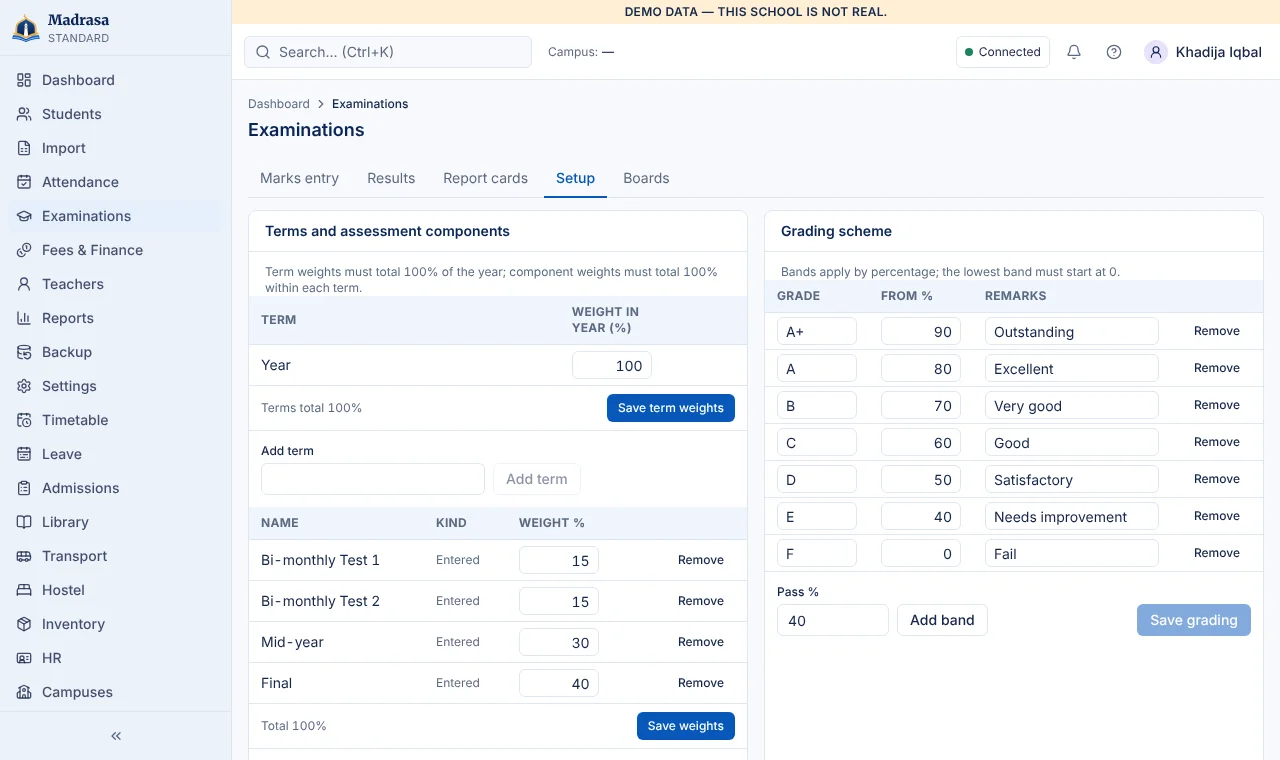 DEMO DATA — THIS SCHOOL IS NOT REAL.
Madrasa
STANDARD
Search... (Ctrl+K)
Campus: —
Connected
Khadija Iqbal
Dashboard
Students
Import
Attendance
Examinations
Fees & Finance
Teachers
Reports
Backup
Settings
Timetable
Leave
Admissions
Library
Transport
Hostel
Inventory
HR
Campuses
«
Dashboard > Examinations
Examinations
Marks entry Results Report cards Setup Boards
Terms and assessment components
Term weights must total 100% of the year; component weights must total 100%
within each term.
TERM WEIGHT IN
YEAR (%)
Year 100
Terms total 100% Save term weights
Add term
Add term
NAME KIND WEIGHT %
Bi-monthly Test 1 Entered 15 Remove
Bi-monthly Test 2 Entered 15 Remove
Mid-year Entered 30 Remove
Final Entered 40 Remove
Total 100% Save weights
Grading scheme
Bands apply by percentage; the lowest band must start at 0.
GRADE FROM % REMARKS
A+ 90 Outstanding Remove
A 80 Excellent Remove
B 70 Very good Remove
C 60 Good Remove
D 50 Satisfactory Remove
E 40 Needs improvement Remove
F 0 Fail Remove
Pass %
40 Add band Save grading